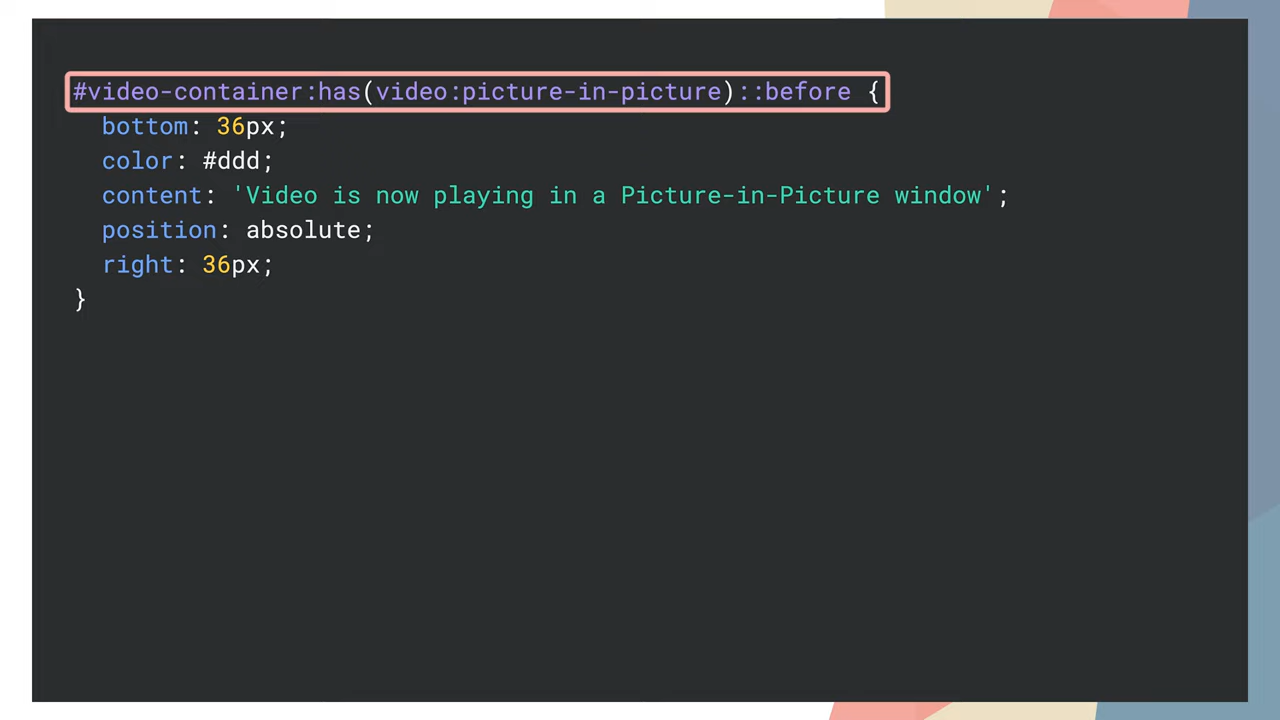 #video-container:has(video:picture-in-picture)::before {
bottom: 36px;
color: #ddd;
content: 'Video is now playing in a Picture-in-Picture window';
position: absolute;
right: 36px;
}